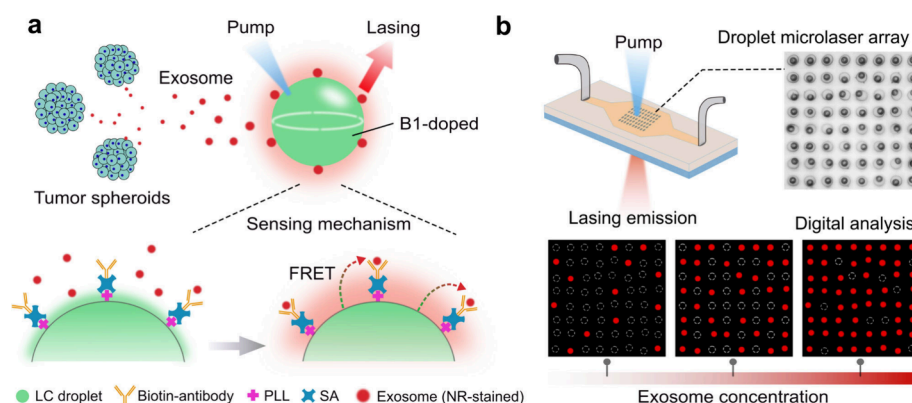 a
Pump
Lasing
Exosome
B1-doped
Tumor spheroids
Sensing mechanism
FRET
LC droplet
Biotin-antibody
PLL
SA
Exosome (NR-stained)
b
Pump
Droplet microlaser array
Lasing emission
Digital analysis
Exosome concentration